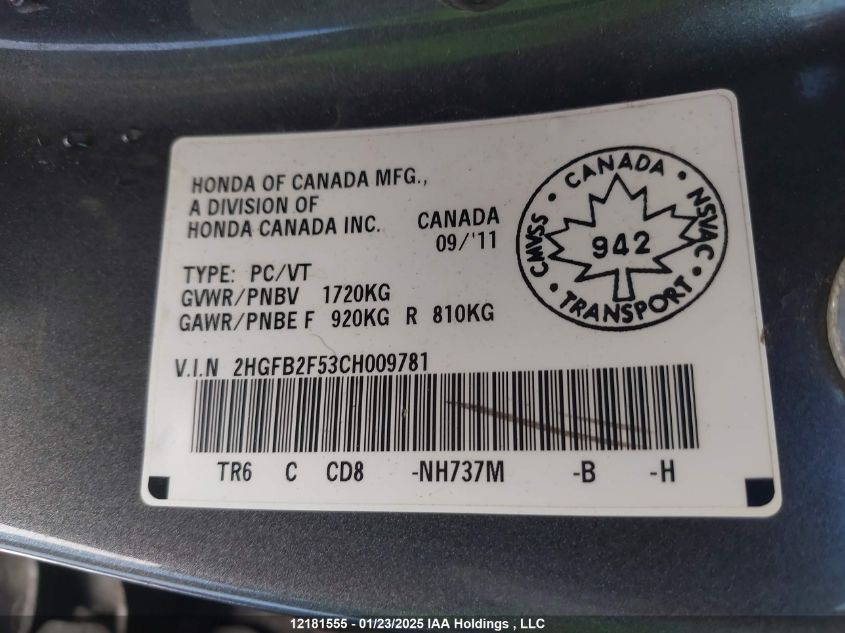 HONDA OF CANADA MFG.,
A DIVISION OF
HONDA CANADA INC. CANADA
09/'11
TYPE: PC/VT
GVWR/PNBV 1720KG
GAWR/PNBE F 920KG R 810KG
V.I.N 2HGFB2F53CH009781
TR6 C CD8 -NH737M -B -H
CANADA
CMVSS • NSVAC
942
TRANSPORT
12181555 - 01/23/2025 IAA Holdings , LLC